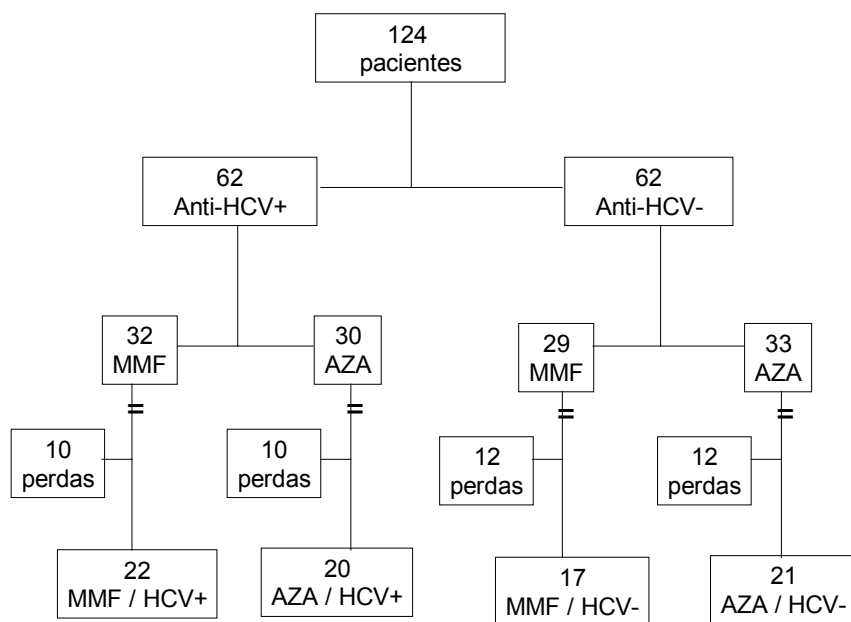 124
pacientes
62
Anti-HCV+
62
Anti-HCV-
32
MMF
30
AZA
29
MMF
33
AZA
10
perdas
10
perdas
12
perdas
12
perdas
22
MMF / HCV+
20
AZA / HCV+
17
MMF / HCV-
21
AZA / HCV-